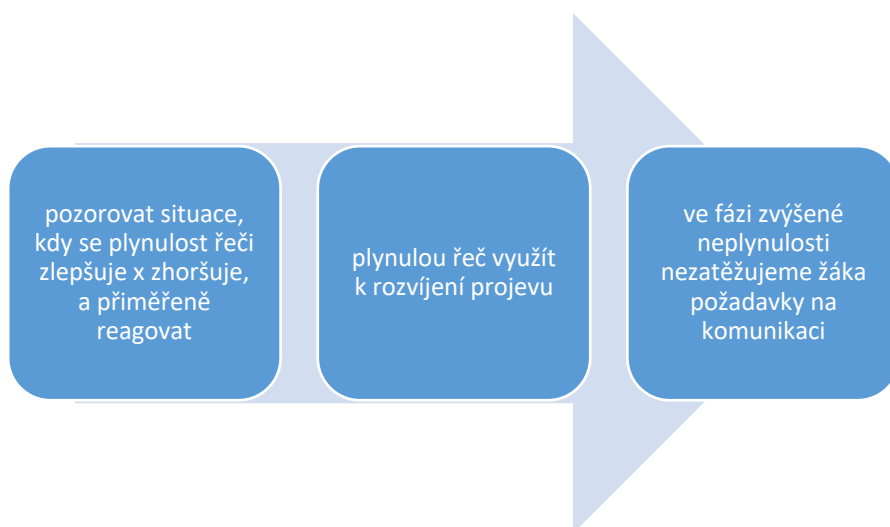 pozorovat situace,
kdy se plynulost řeči
zlepšuje x zhoršuje,
a přiměřeně
reagovat
plynulou řeč využít
k rozvíjení projevu
ve fázi zvýšené
neplynulosti
nezatěžujeme žáka
požadavky na
komunikaci